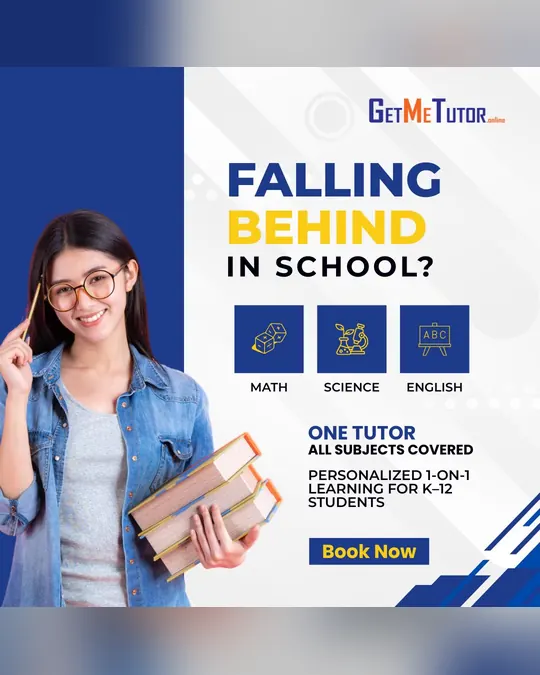 GETMETUTOR.online
FALLING
BEHIND
IN SCHOOL?
ABC
MATH
SCIENCE
ENGLISH
ONE TUTOR
ALL SUBJECTS COVERED
PERSONALIZED 1-ON-1
LEARNING FOR K–12
STUDENTS
Book Now